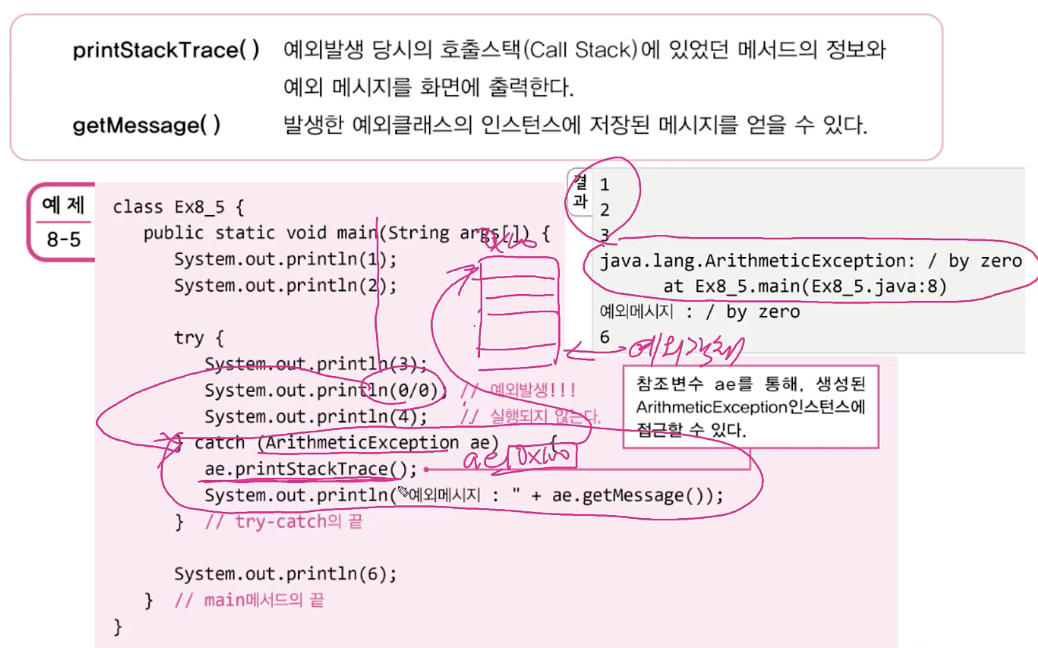 printStackTrace( ) 예외발생 당시의 호출스택(Call Stack)에 있었던 메서드의 정보와
예외 메시지를 화면에 출력한다.
getMessage( ) 발생한 예외클래스의 인스턴스에 저장된 메시지를 얻을 수 있다.
예제
8-5
class Ex8_5 {
public static void main(String args[]) {
System.out.println(1);
System.out.println(2);
try {
System.out.println(3);
System.out.println(0/0); // 예외발생!!!
System.out.println(4); // 실행되지 않는다.
} catch (ArithmeticException ae) {
ae.printStackTrace();
System.out.println("예외메시지 : " + ae.getMessage());
} // try-catch의 끝
System.out.println(6);
} // main메서드의 끝
}
결과
1
2
3
java.lang.ArithmeticException: / by zero
at Ex8_5.main(Ex8_5.java:8)
예외메시지 : / by zero
6
0x100
예외객체
ae 0x100
참조변수 ae를 통해, 생성된
ArithmeticException인스턴스에
접근할 수 있다.